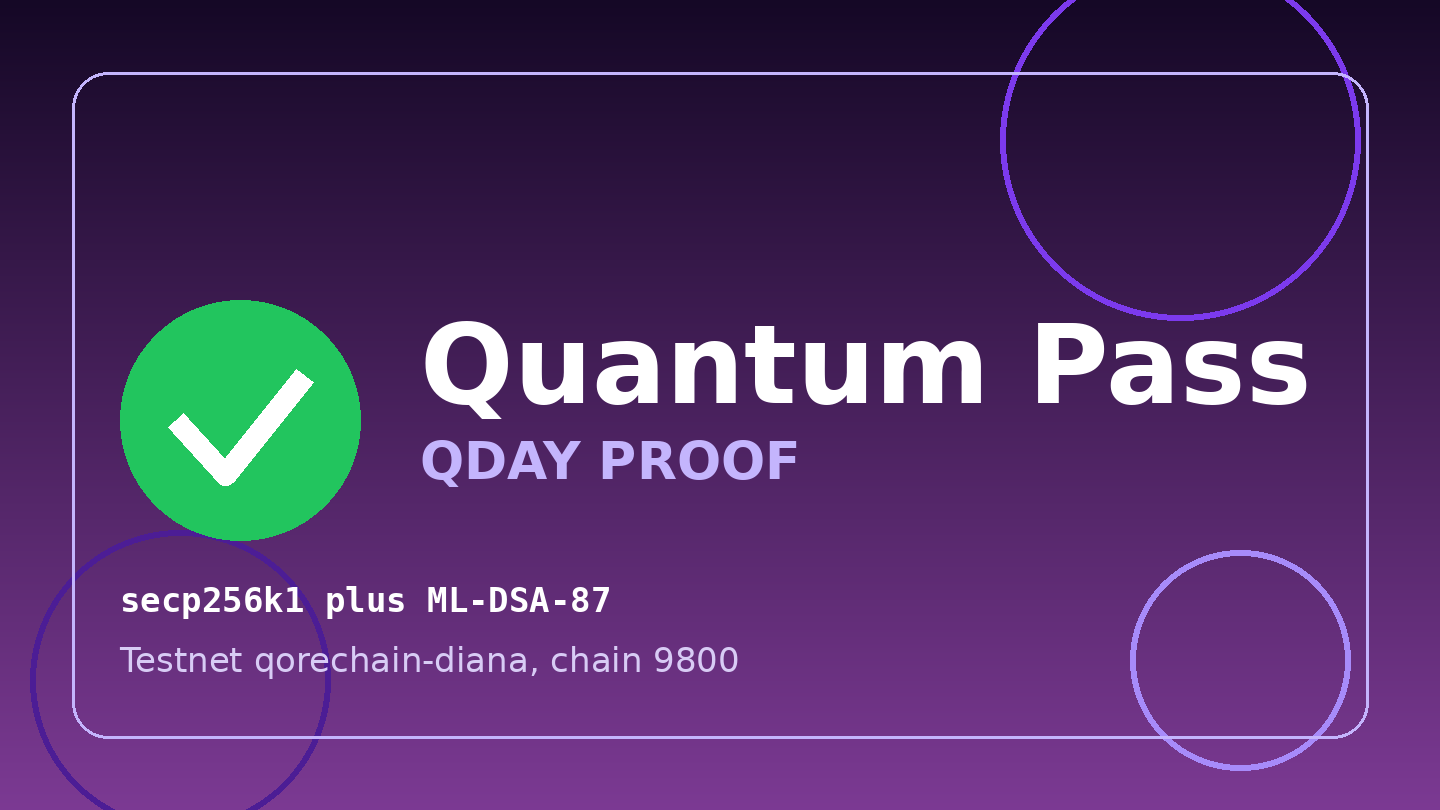 Quantum Pass
QDAY PROOF
secp256k1 plus ML-DSA-87
Testnet qorechain-diana, chain 9800